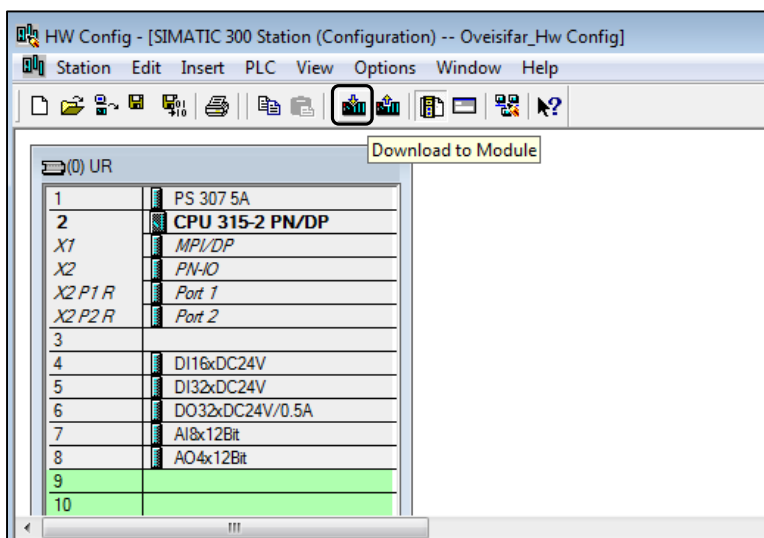 HW Config - [SIMATIC 300 Station (Configuration) -- Oveisifar_Hw Config]
Station Edit Insert PLC View Options Window Help
Download to Module
(0) UR
1 PS 307 5A
2 CPU 315-2 PN/DP
X1 MPI/DP
X2 PN-IO
X2 P1 R Port 1
X2 P2 R Port 2
3
4 DI16xDC24V
5 DI32xDC24V
6 DO32xDC24V/0.5A
7 AI8x12Bit
8 AO4x12Bit
9
10